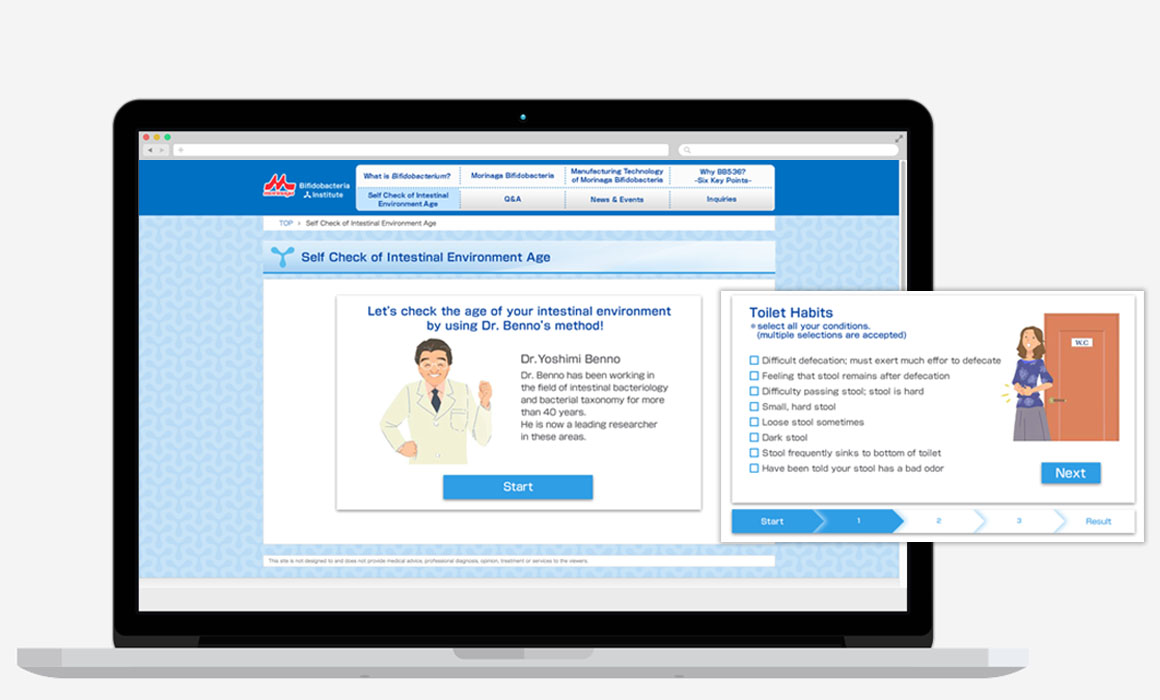 morinaga
Bifidobacteria
Institute
What is Bifidobacterium?
Morinaga Bifidobacteria
Manufacturing Technology
of Morinaga Bifidobacteria
Why BB536?
-Six Key Points-
Self Check of Intestinal
Environment Age
Q&A
News & Events
Inquiries
TOP > Self Check of Intestinal Environment Age
Self Check of Intestinal Environment Age
Let's check the age of your intestinal environment
by using Dr. Benno's method!
Dr.Yoshimi Benno
Dr. Benno has been working in
the field of intestinal bacteriology
and bacterial taxonomy for more
than 40 years.
He is now a leading researcher
in these areas.
Start
This site is not designed to and does not provide medical advice, professional diagnosis, opinion, treatment or services to the viewers.
Toilet Habits
※select all your conditions.
(multiple selections are accepted)
Difficult defecation; must exert much effor to defecate
Feeling that stool remains after defecation
Difficulty passing stool; stool is hard
Small, hard stool
Loose stool sometimes
Dark stool
Stool frequently sinks to bottom of toilet
Have been told your stool has a bad odor
W.C
Next
Start 1 2 3 Result